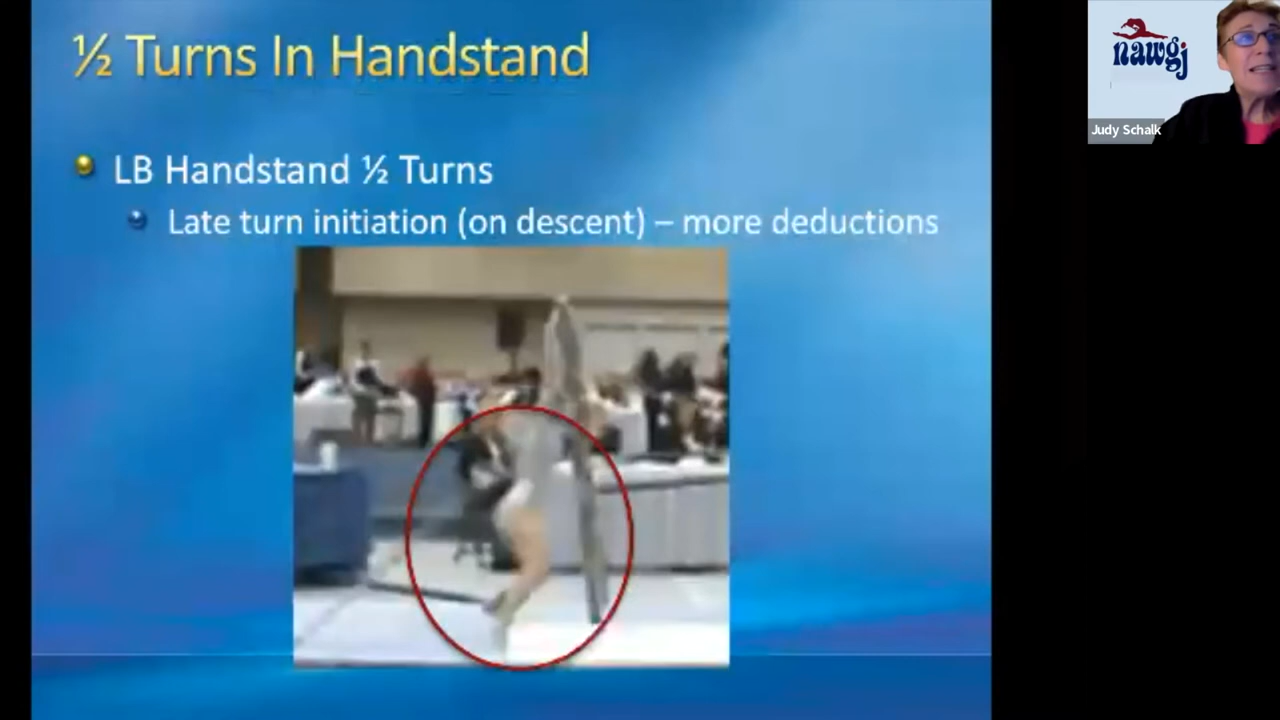 ½ Turns In Handstand
LB Handstand ½ Turns
Late turn initiation (on descent) – more deductions
nawgj
Judy Schalk